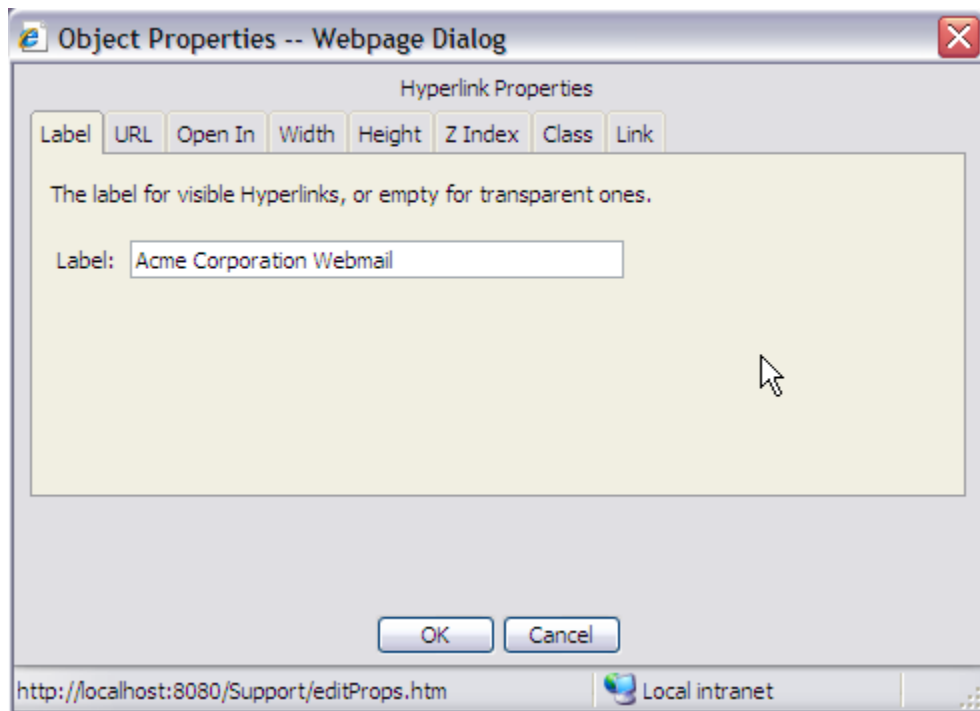 Object Properties -- Webpage Dialog
Hyperlink Properties
Label URL Open In Width Height Z Index Class Link
The label for visible Hyperlinks, or empty for transparent ones.
Label: Acme Corporation Webmail
OK Cancel
http://localhost:8080/Support/editProps.htm Local intranet